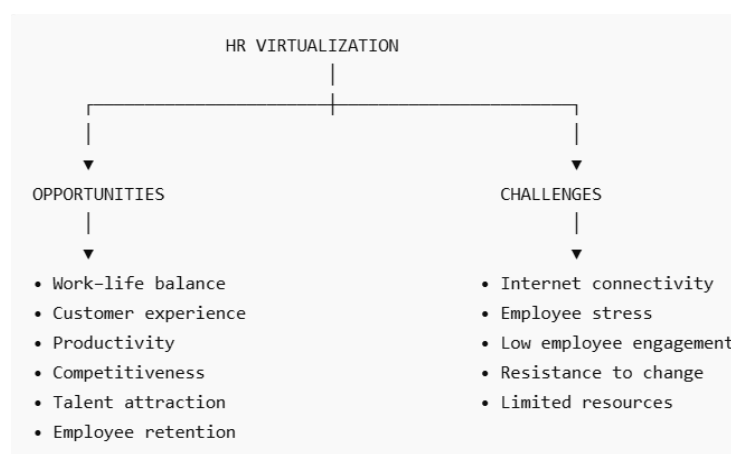 HR VIRTUALIZATION
OPPORTUNITIES
• Work–life balance
• Customer experience
• Productivity
• Competitiveness
• Talent attraction
• Employee retention
CHALLENGES
• Internet connectivity
• Employee stress
• Low employee engagement
• Resistance to change
• Limited resources